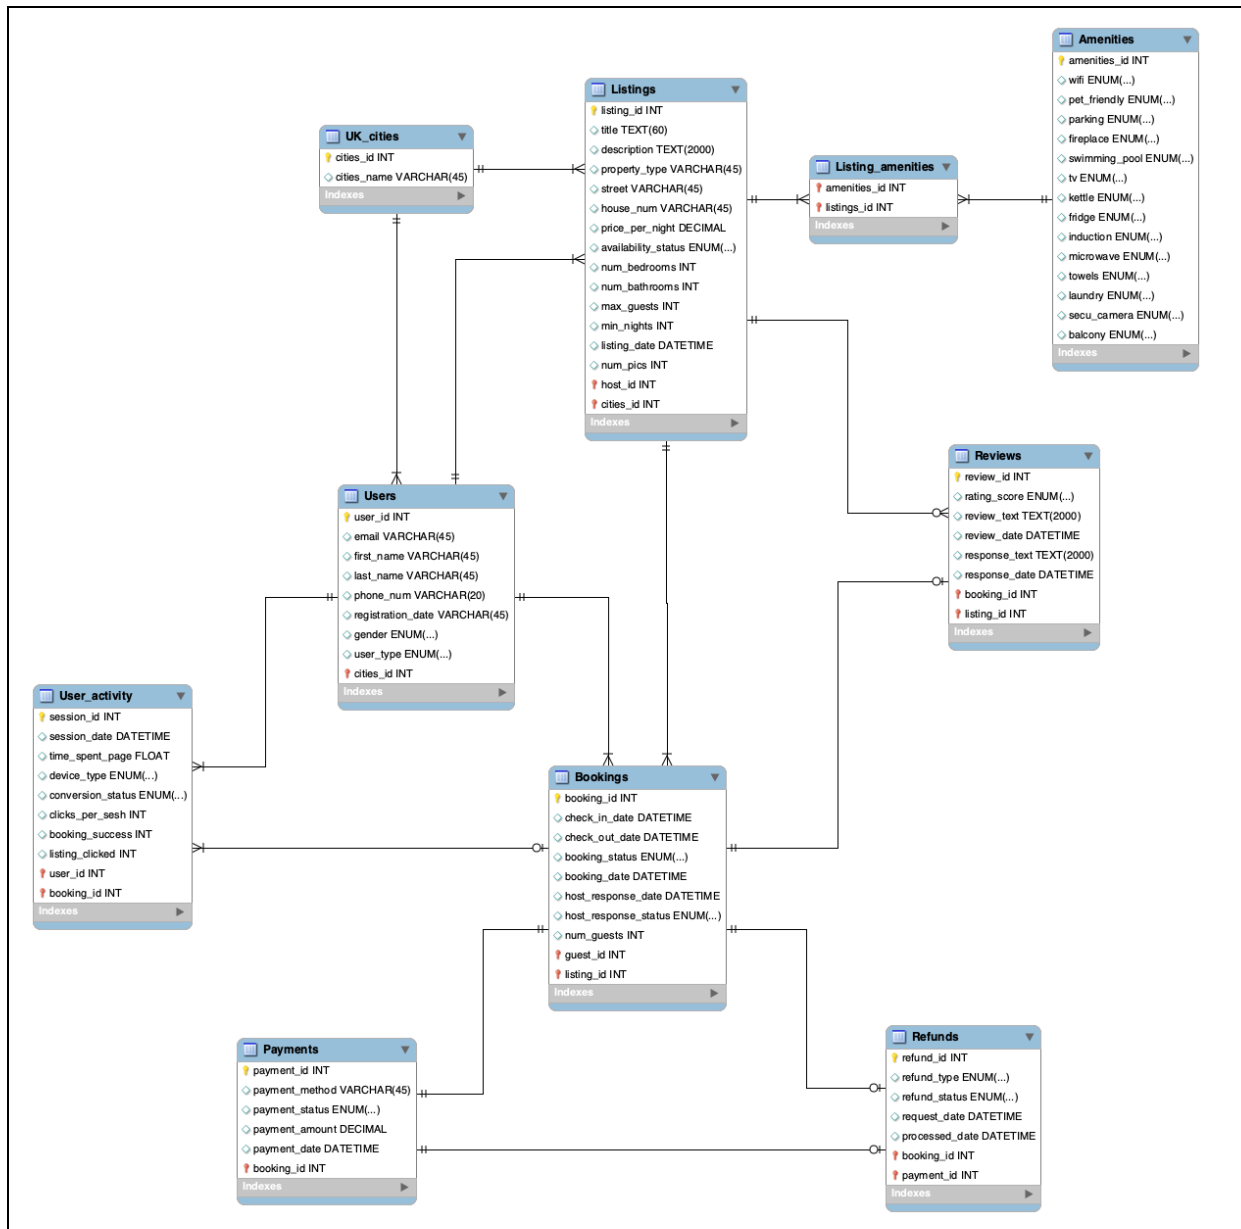 Amenities
amenities_id INT
wifi ENUM(...)
pet_friendly ENUM(...)
parking ENUM(...)
fireplace ENUM(...)
swimming_pool ENUM(...)
tv ENUM(...)
kettle ENUM(...)
fridge ENUM(...)
induction ENUM(...)
microwave ENUM(...)
towels ENUM(...)
laundry ENUM(...)
secu_camera ENUM(...)
balcony ENUM(...)
Indexes
Listings
listing_id INT
title TEXT(60)
description TEXT(2000)
property_type VARCHAR(45)
street VARCHAR(45)
house_num VARCHAR(45)
price_per_night DECIMAL
availability_status ENUM(...)
num_bedrooms INT
num_bathrooms INT
max_guests INT
min_nights INT
listing_date DATETIME
num_pics INT
host_id INT
cities_id INT
Indexes
UK_cities
cities_id INT
cities_name VARCHAR(45)
Indexes
Listing_amenities
amenities_id INT
listings_id INT
Indexes
Reviews
review_id INT
rating_score ENUM(...)
review_text TEXT(2000)
review_date DATETIME
response_text TEXT(2000)
response_date DATETIME
booking_id INT
listing_id INT
Indexes
Users
user_id INT
email VARCHAR(45)
first_name VARCHAR(45)
last_name VARCHAR(45)
phone_num VARCHAR(20)
registration_date VARCHAR(45)
gender ENUM(...)
user_type ENUM(...)
cities_id INT
Indexes
User_activity
session_id INT
session_date DATETIME
time_spent_page FLOAT
device_type ENUM(...)
conversion_status ENUM(...)
clicks_per_sesh INT
booking_success INT
listing_clicked INT
user_id INT
booking_id INT
Indexes
Bookings
booking_id INT
check_in_date DATETIME
check_out_date DATETIME
booking_status ENUM(...)
booking_date DATETIME
host_response_date DATETIME
host_response_status ENUM(...)
num_guests INT
guest_id INT
listing_id INT
Indexes
Payments
payment_id INT
payment_method VARCHAR(45)
payment_status ENUM(...)
payment_amount DECIMAL
payment_date DATETIME
booking_id INT
Indexes
Refunds
refund_id INT
refund_type ENUM(...)
refund_status ENUM(...)
request_date DATETIME
processed_date DATETIME
booking_id INT
payment_id INT
Indexes